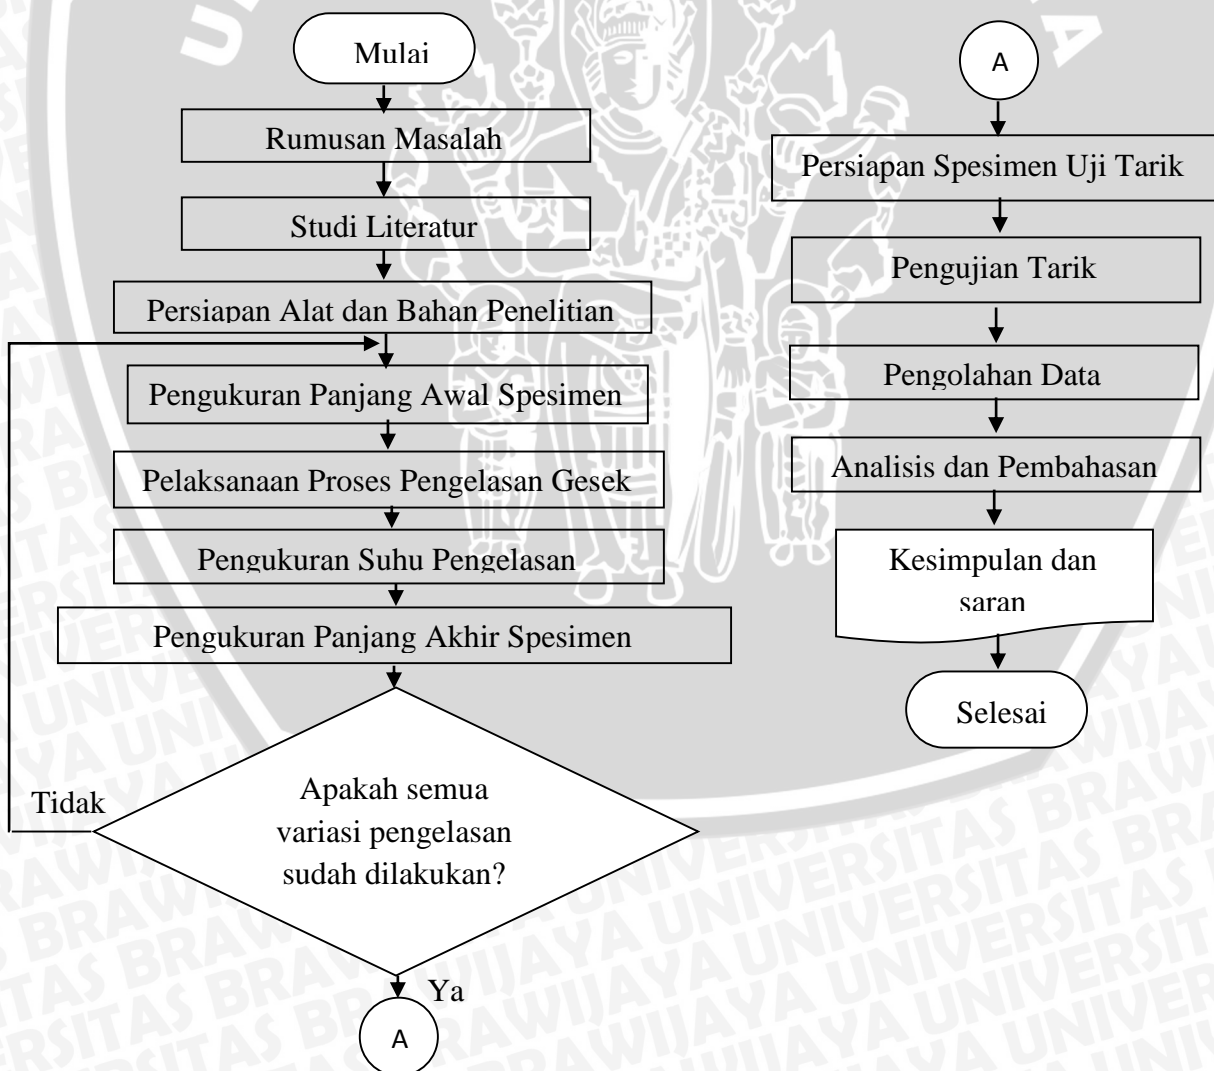 Mulai
Rumusan Masalah
Studi Literatur
Persiapan Alat dan Bahan Penelitian
Pengukuran Panjang Awal Spesimen
Pelaksanaan Proses Pengelasan Gesek
Pengukuran Suhu Pengelasan
Pengukuran Panjang Akhir Spesimen
Apakah semua
variasi pengelasan
sudah dilakukan?
Tidak
Ya
A
A
Persiapan Spesimen Uji Tarik
Pengujian Tarik
Pengolahan Data
Analisis dan Pembahasan
Kesimpulan dan
saran
Selesai